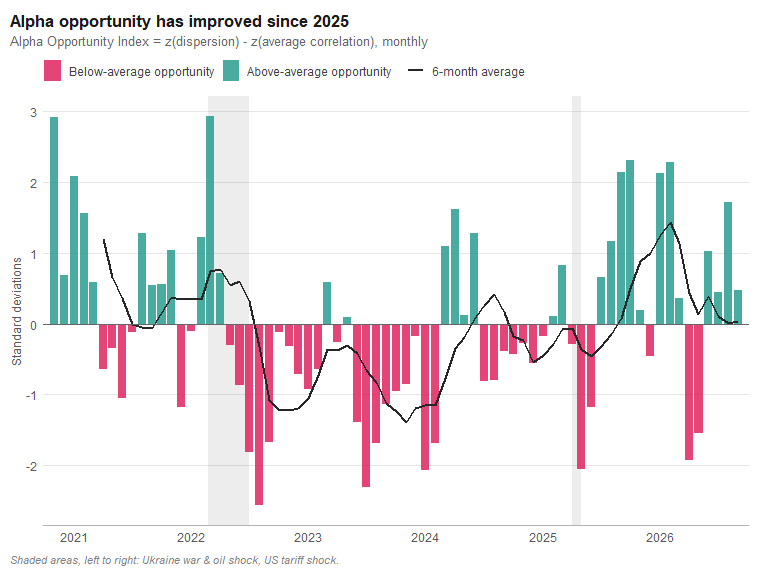 Alpha opportunity has improved since 2025
Alpha Opportunity Index = z(dispersion) - z(average correlation), monthly
Below-average opportunity Above-average opportunity 6-month average
Standard deviations
3
2
1
0
-1
-2
2021 2022 2023 2024 2025 2026
Shaded areas, left to right: Ukraine war & oil shock, US tariff shock.